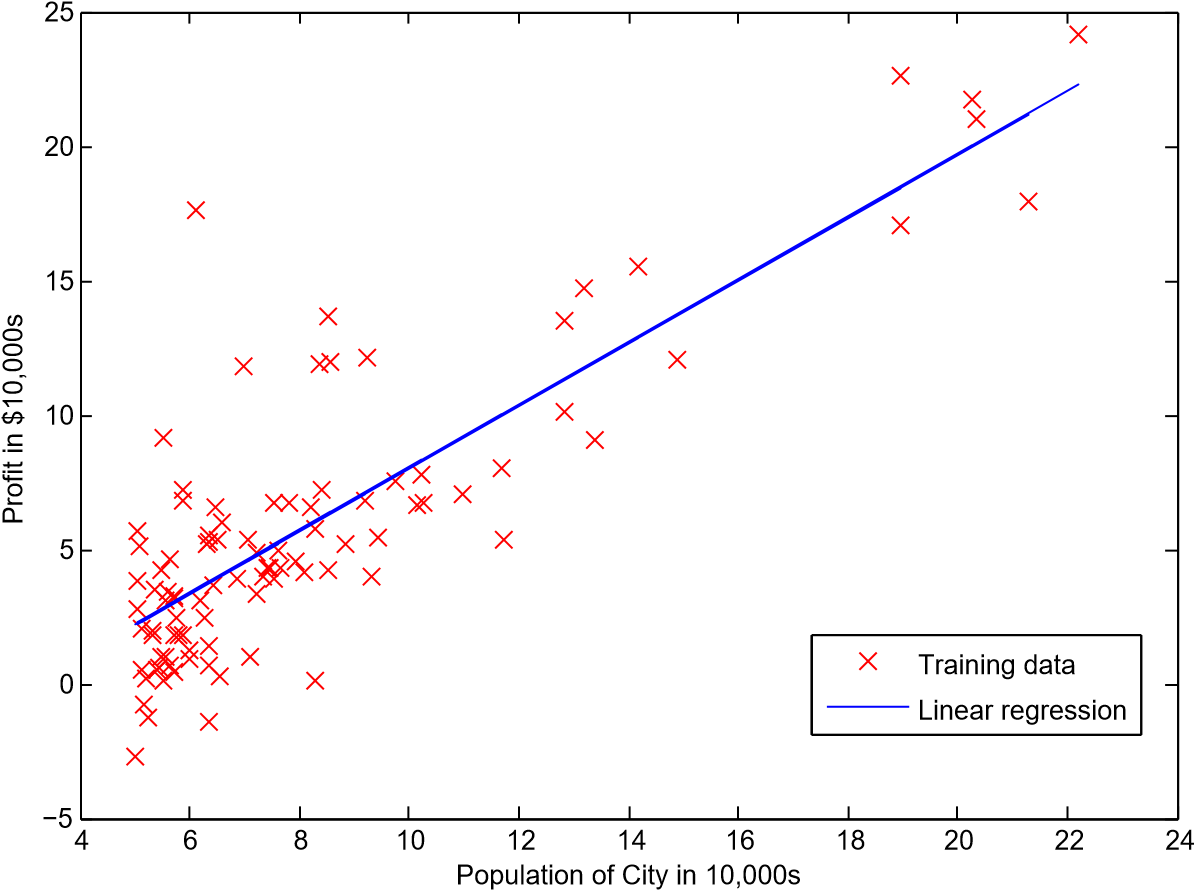 25
20
15
10
5
0
−5
4 6 8 10 12 14 16 18 20 22 24
Profit in $10,000s
Population of City in 10,000s
Training data
Linear regression